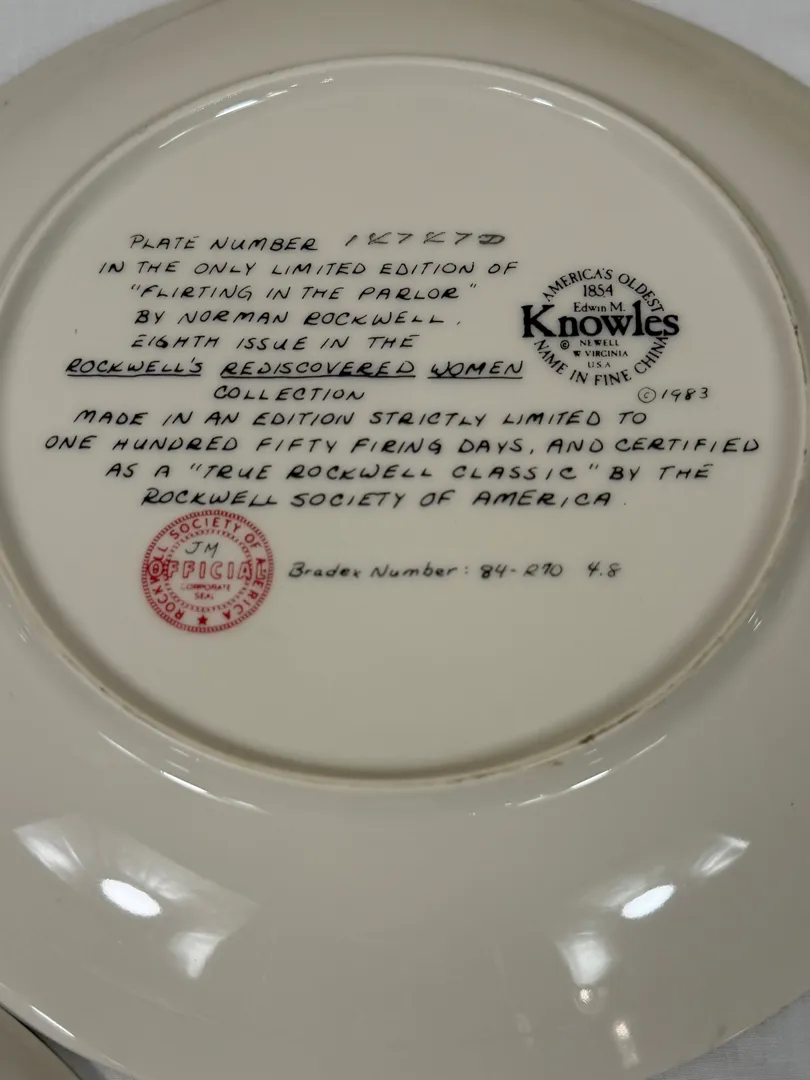 PLATE NUMBER 1K7K7D
IN THE ONLY LIMITED EDITION OF
"FLIRTING IN THE PARLOR"
BY NORMAN ROCKWELL.
EIGHTH ISSUE IN THE
ROCKWELL'S REDISCOVERED WOMEN
COLLECTION
AMERICA'S OLDEST
1854
Edwin M.
Knowles
© NEWELL
W VIRGINIA
U.S.A
NAME IN FINE CHINA
©1983
MADE IN AN EDITION STRICTLY LIMITED TO
ONE HUNDRED FIFTY FIRING DAYS, AND CERTIFIED
AS A "TRUE ROCKWELL CLASSIC" BY THE
ROCKWELL SOCIETY OF AMERICA.
ROCKWELL SOCIETY OF AMERICA
JM
OFFICIAL
CORPORATE
SEAL
Bradex Number: 84-R70 4.8